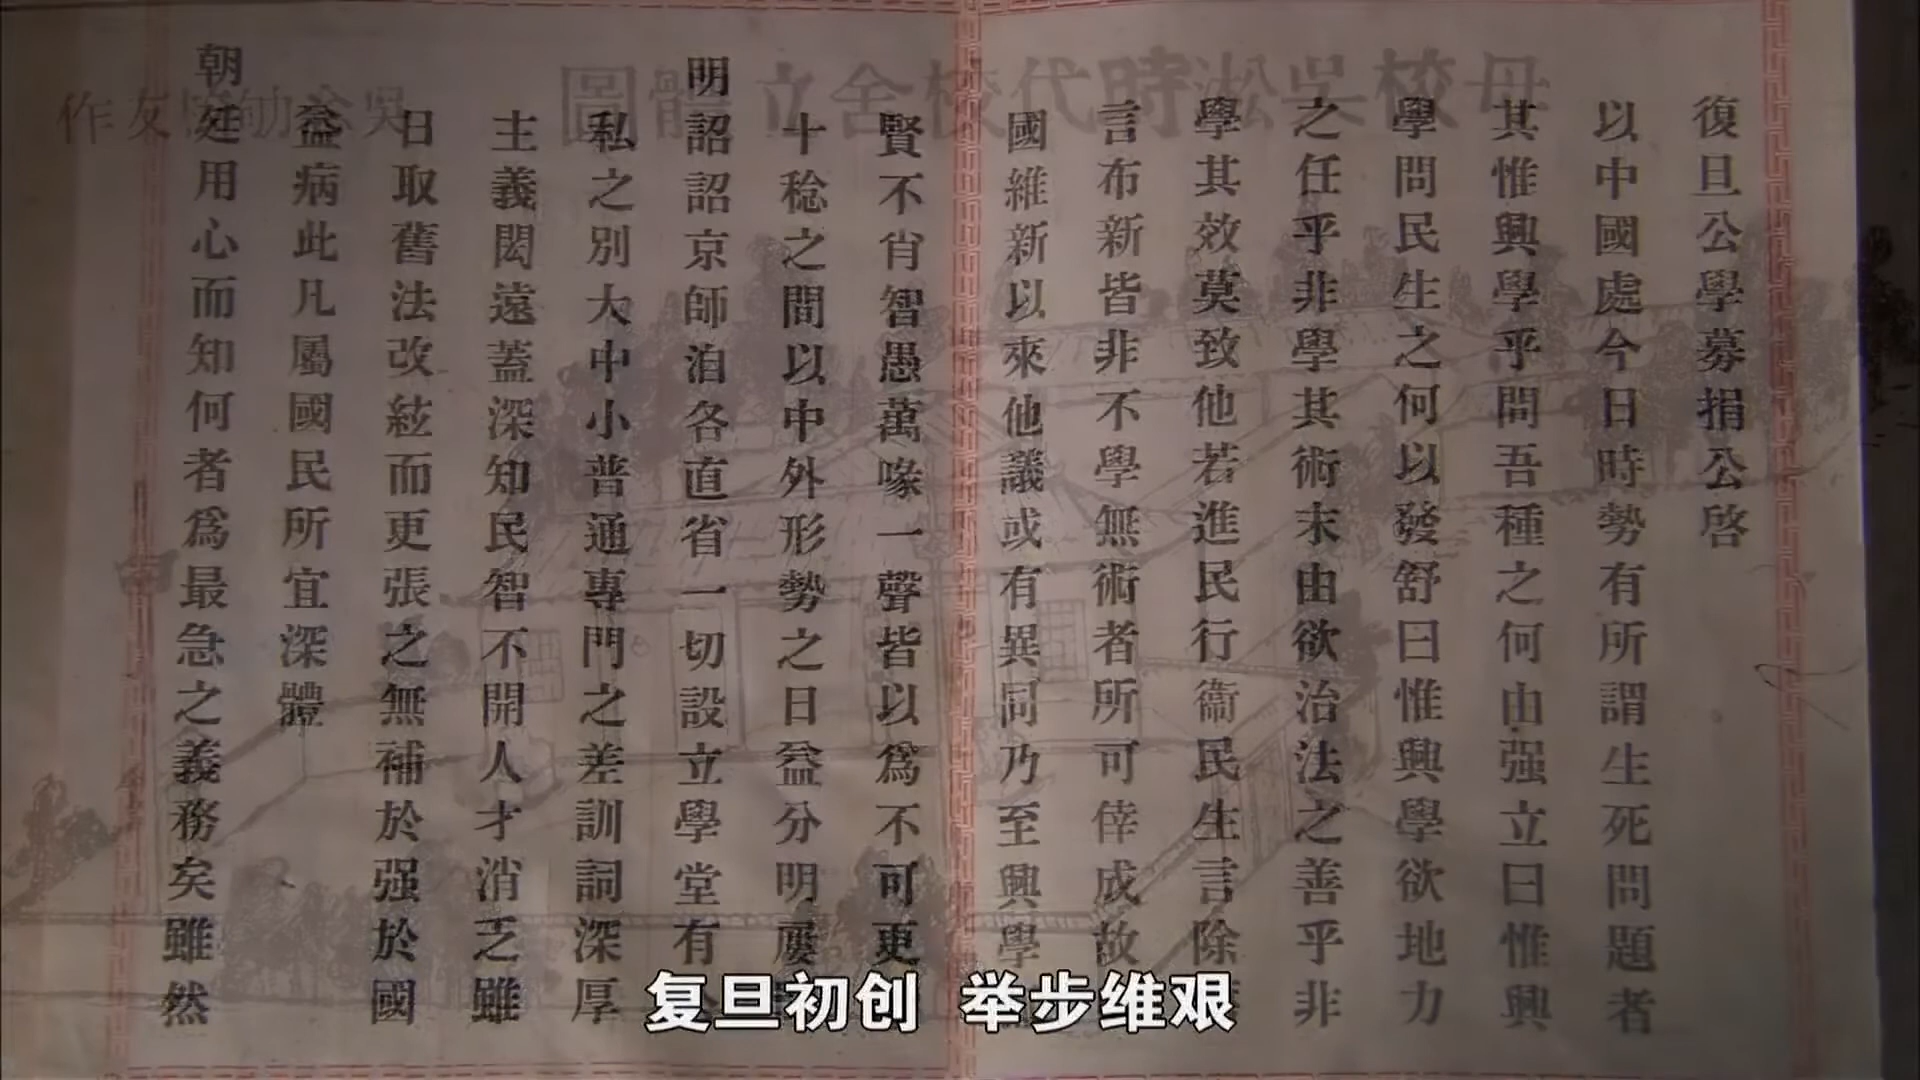 復旦公學募捐公啓
以中國處今日時勢有所謂生死問題者
其惟興學乎問吾種之何由强立曰惟興
學問民生之何以發舒曰惟興學欲地力
之任乎非學其術末由欲治法之善乎非
學其效莫致他若進民行衞民生言除
言布新皆非不學無術者所可倖成故
國維新以來他議或有異同乃至興學
賢不肖智愚萬喙一聲皆以爲不可更
十稔之間以中外形勢之日益分明屢
明詔詔京師洎各直省一切設立學堂有
私之別大中小普通專門之差訓詞深厚
主義閎遠蓋深知民智不開人才消乏雖
日取舊法改絃而更張之無補於强於國
益病此凡屬國民所宜深體
朝廷用心而知何者爲最急之義務矣雖然
母校吳淞時代校舍立體圖
友作
复旦初创 举步维艰